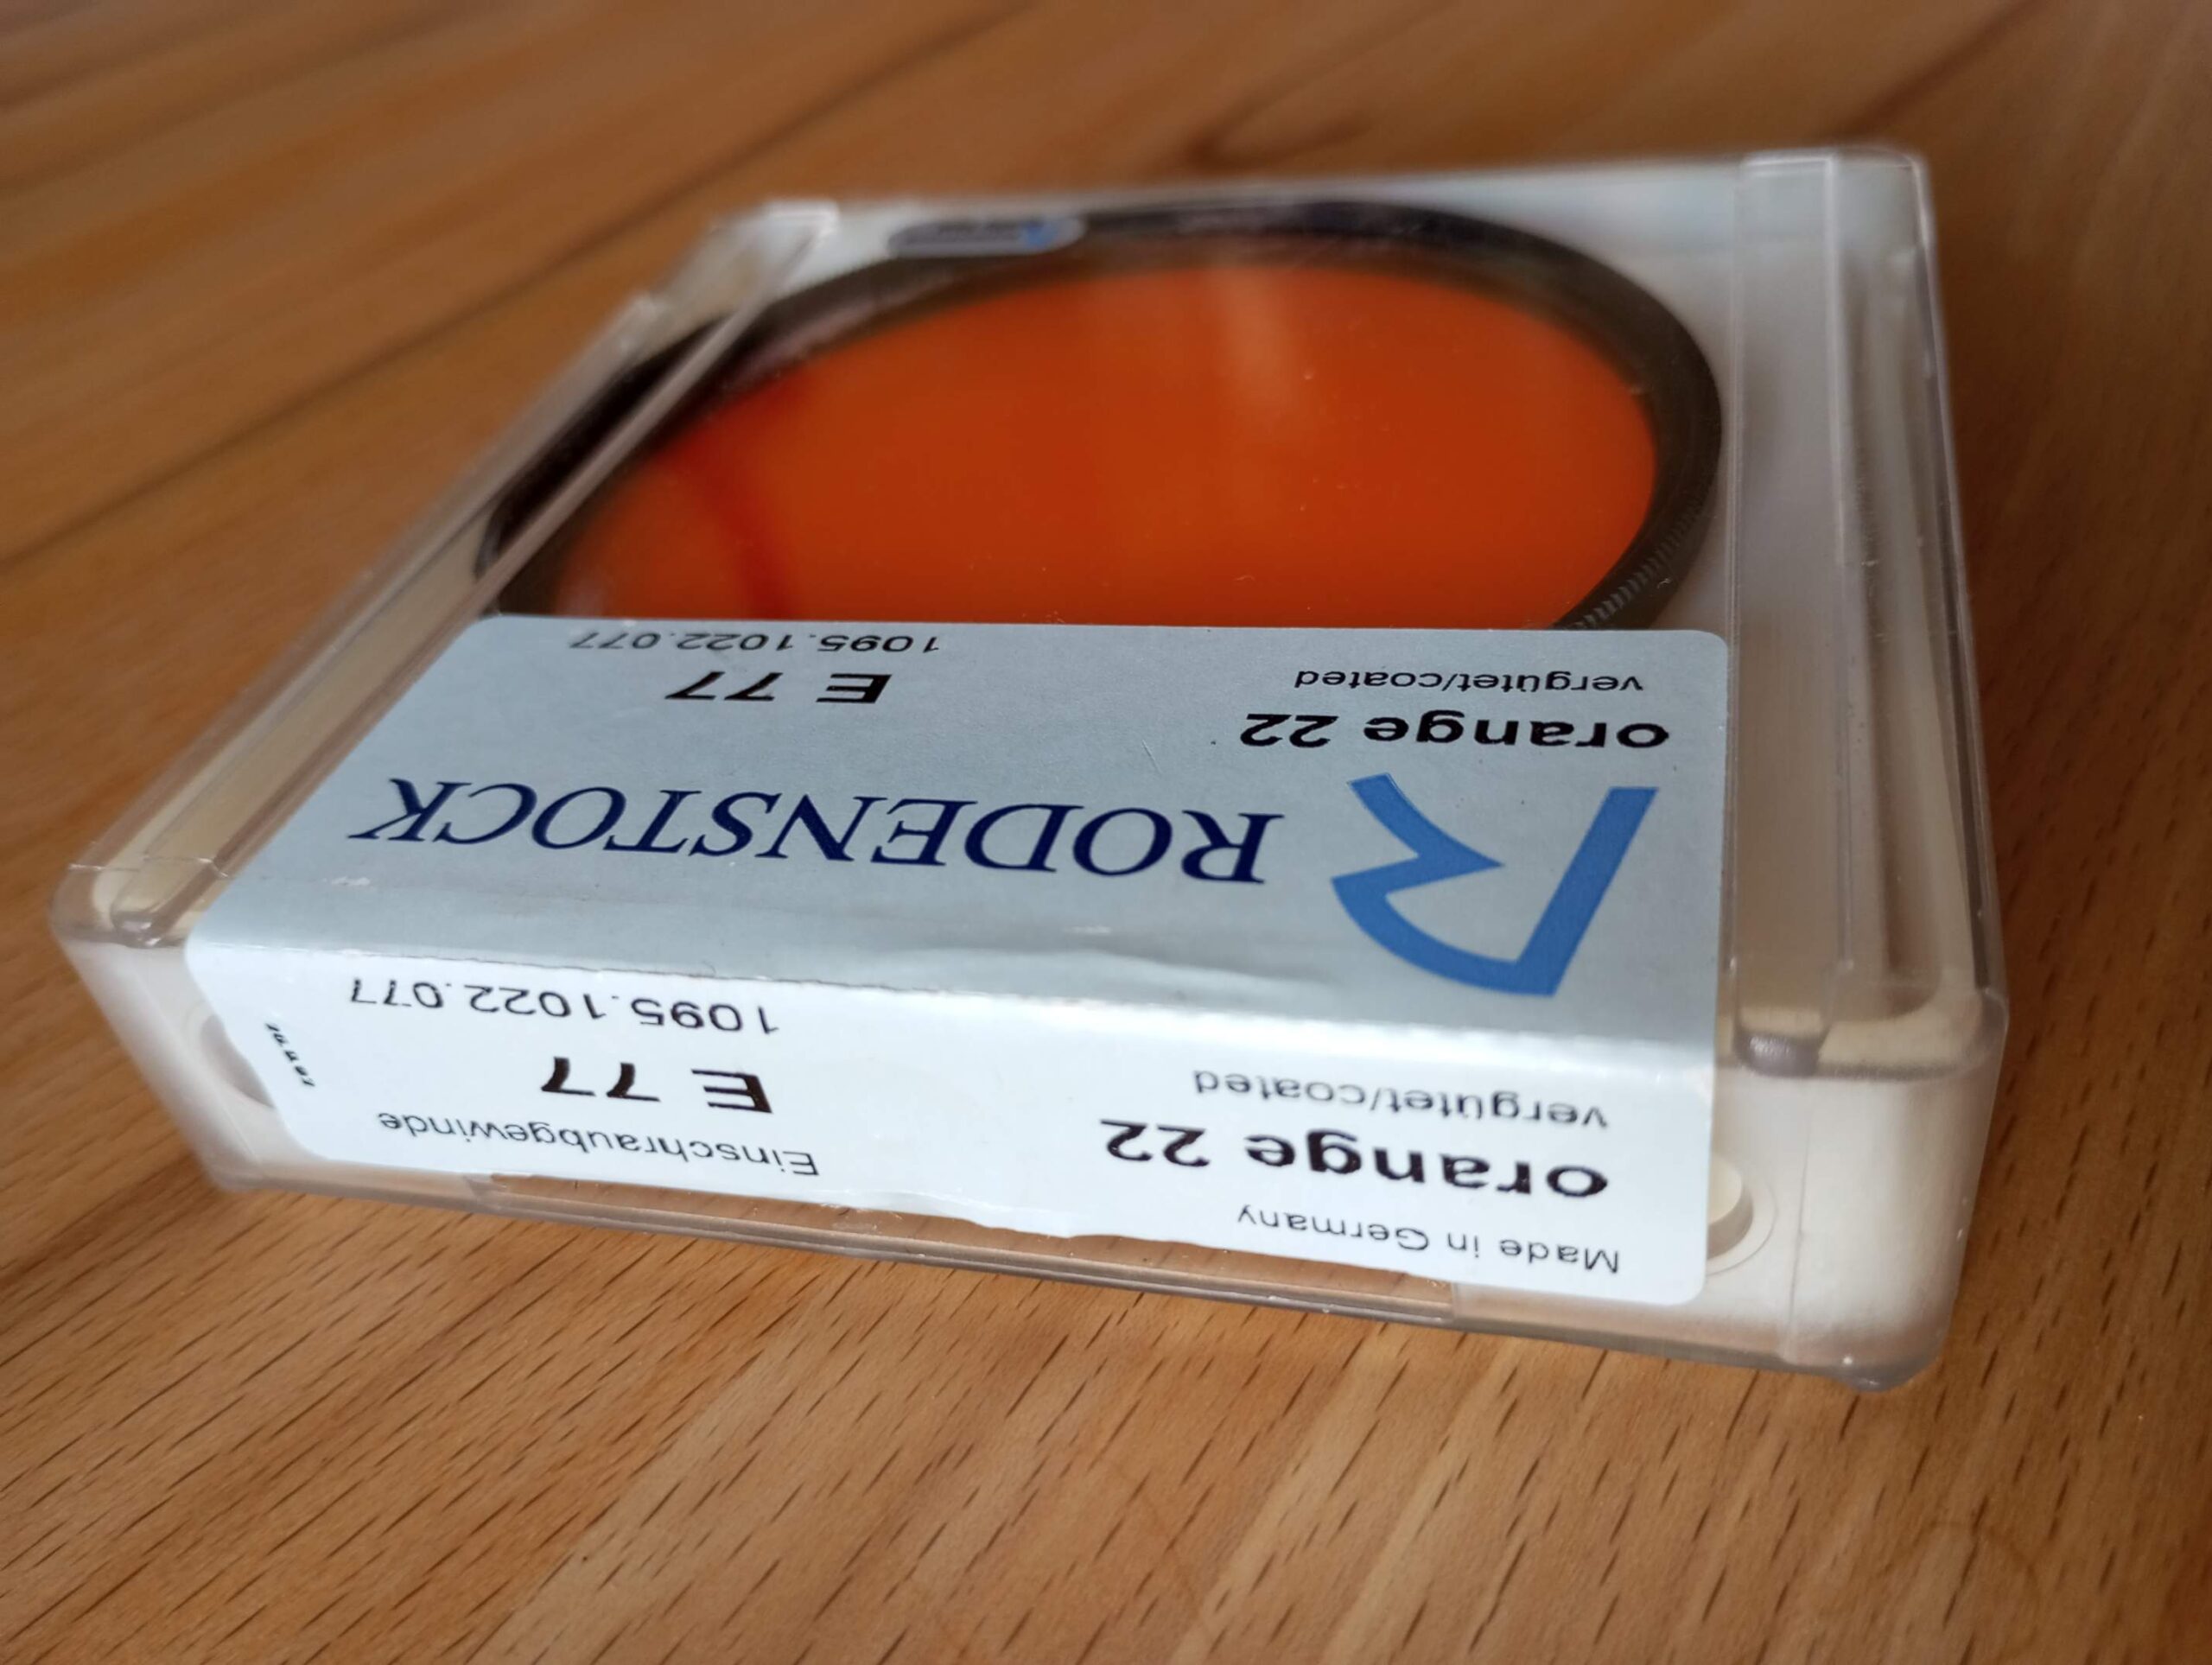 Made in Germany
orange 22
vergütet/coated
Einschraubgewinde
E 77
1095.1022.077
R RODENSTOCK
orange 22
vergütet/coated
E 77
1095.1022.077